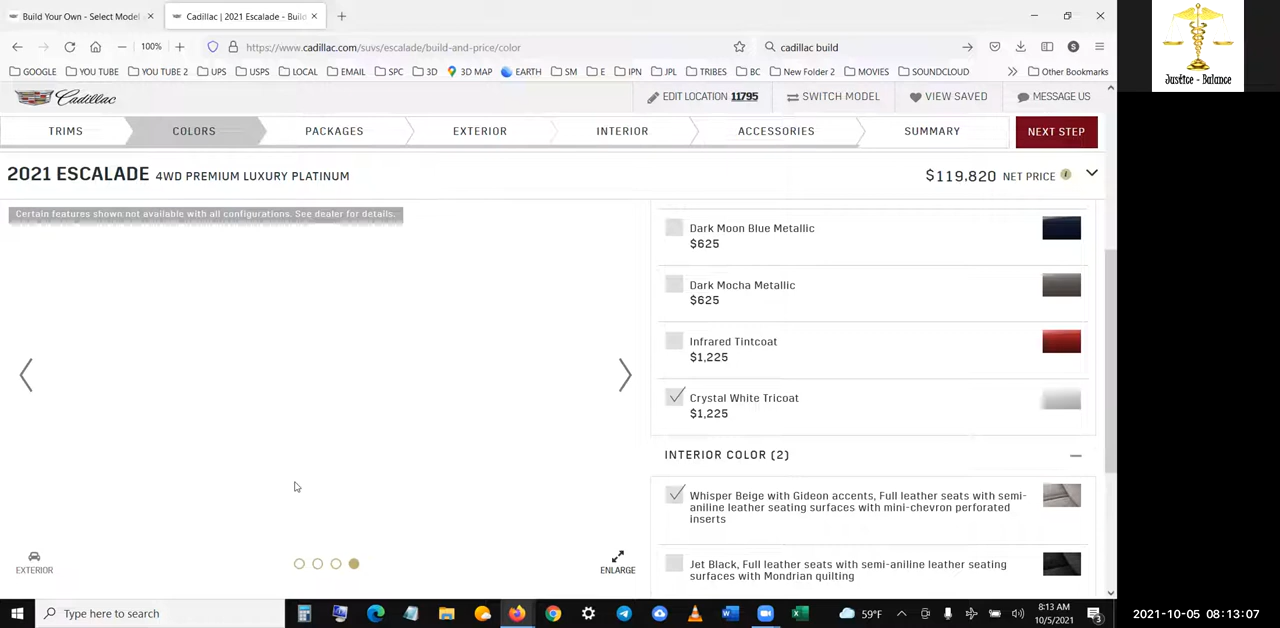 Build Your Own - Select Model
Cadillac | 2021 Escalade - Build
100%
https://www.cadillac.com/suvs/escalade/build-and-price/color
cadillac build
S
GOOGLE
YOU TUBE
YOU TUBE 2
UPS
USPS
LOCAL
EMAIL
SPC
3D
3D MAP
EARTH
SM
E
IPN
JPL
TRIBES
BC
New Folder 2
MOVIES
SOUNDCLOUD
Other Bookmarks
Cadillac
EDIT LOCATION 11795
SWITCH MODEL
VIEW SAVED
MESSAGE US
TRIMS
COLORS
PACKAGES
EXTERIOR
INTERIOR
ACCESSORIES
SUMMARY
NEXT STEP
2021 ESCALADE 4WD PREMIUM LUXURY PLATINUM
$119,820 NET PRICE i
Certain features shown not available with all configurations. See dealer for details.
Dark Moon Blue Metallic
$625
Dark Mocha Metallic
$625
Infrared Tintcoat
$1,225
Crystal White Tricoat
$1,225
INTERIOR COLOR (2)
Whisper Beige with Gideon accents, Full leather seats with semi-
aniline leather seating surfaces with mini-chevron perforated
inserts
Jet Black, Full leather seats with semi-aniline leather seating
surfaces with Mondrian quilting
EXTERIOR
ENLARGE
Type here to search
59°F
8:13 AM
10/5/2021
3
Justice - Balance
2021-10-05 08:13:07